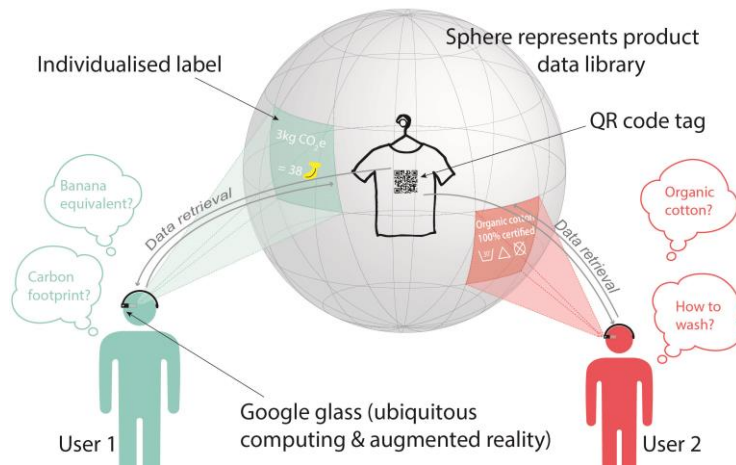 Sphere represents product
data library
Individualised label
QR code tag
3kg CO2e
= 38
Banana
equivalent?
Carbon
footprint?
Data retrieval
Organic cotton
100% certified
30
Data retrieval
Organic
cotton?
How to
wash?
Google glass (ubiquitous
computing & augmented reality)
User 1
User 2